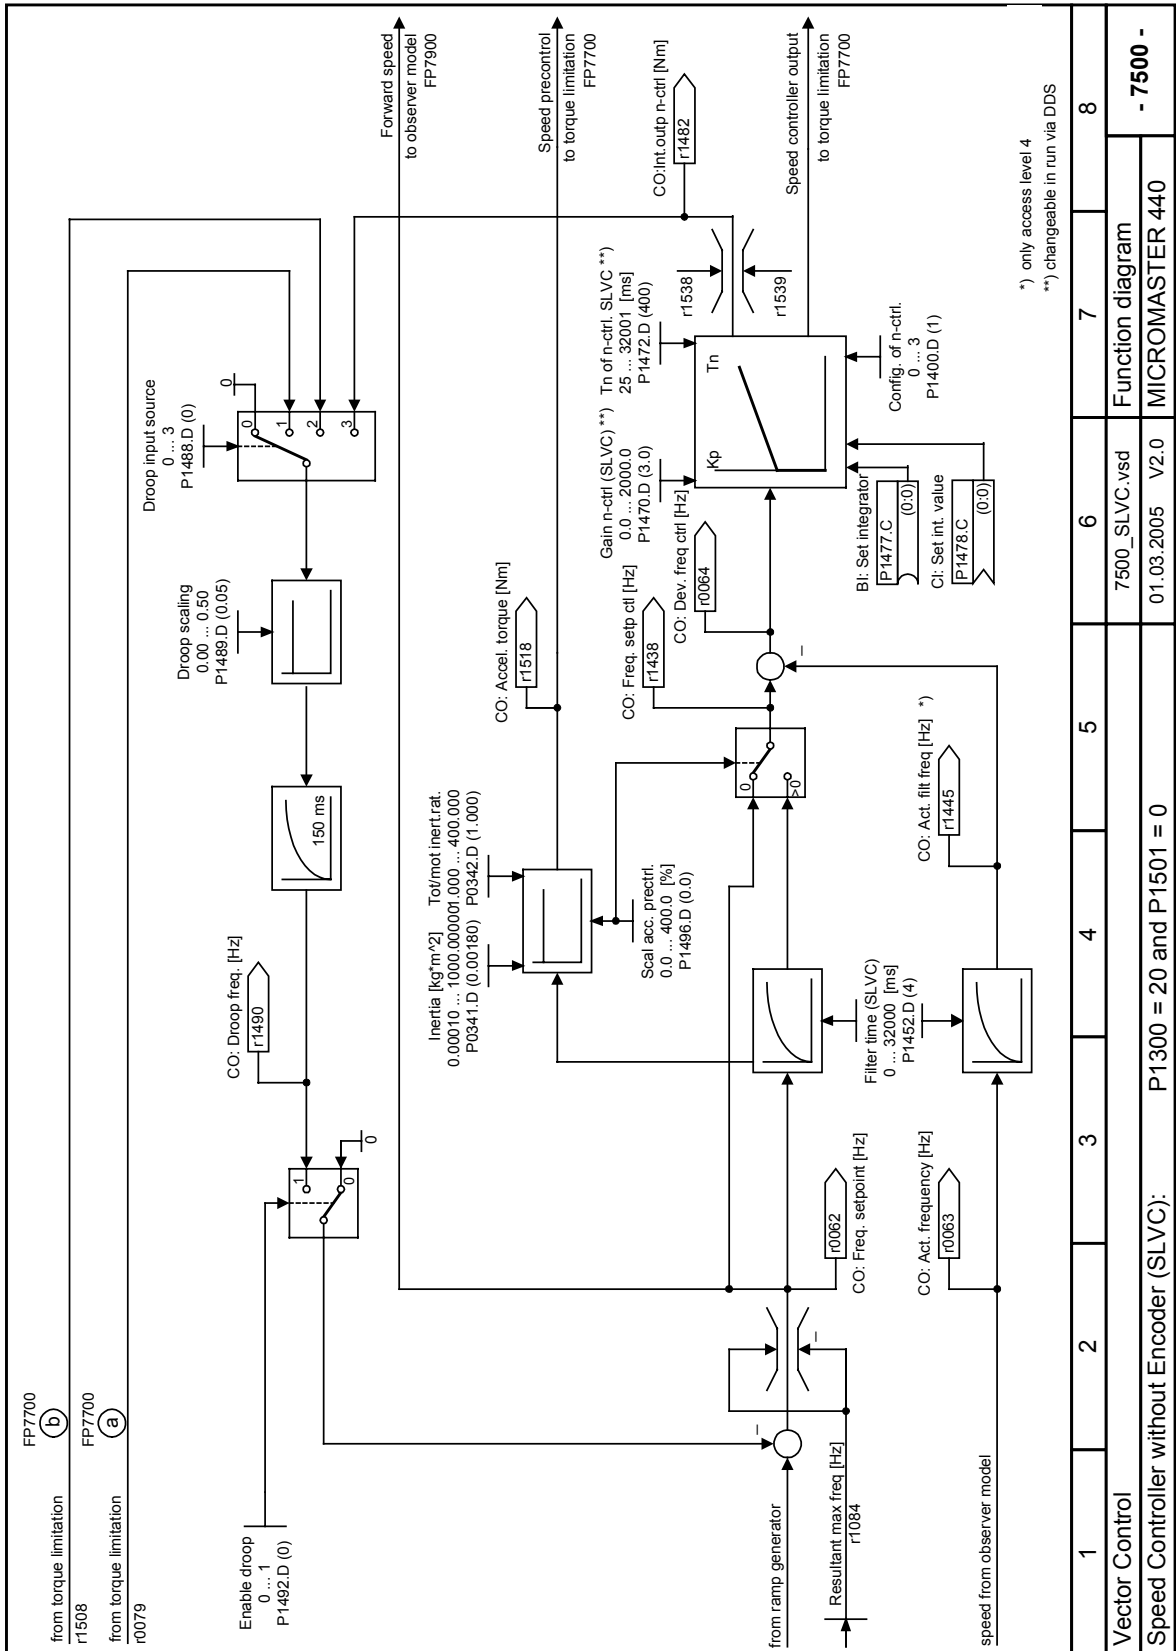 FP7700
from torque limitation
b
r1508
FP7700
from torque limitation
a
r0079
Enable droop
0 ... 1
P1492.D (0)
1
0
0
CO: Droop freq. [Hz]
r1490
150 ms
Droop scaling
0.00 ... 0.50
P1489.D (0.05)
Droop input source
0 ... 3
P1488.D (0)
0
0
1
2
3
Forward speed
to observer model
FP7900
Speed precontrol
to torque limitation
FP7700
Inertia [kg*m^2]
0.00010 ... 1000.00000
P0341.D (0.00180)
Tot/mot inert.rat.
1.000 ... 400.000
P0342.D (1.000)
CO: Accel. torque [Nm]
r1518
Scal acc. prectrl.
0.0 ... 400.0 [%]
P1496.D (0.0)
from ramp generator
–
Resultant max freq [Hz]
r1084
–
r0062
CO: Freq. setpoint [Hz]
0
>0
CO: Freq. setp ctl [Hz]
r1438
CO: Dev. freq ctrl [Hz]
r0064
–
Filter time (SLVC)
0 ... 32000 [ms]
P1452.D (4)
speed from observer model
CO: Act. frequency [Hz]
r0063
CO: Act. filt freq [Hz] *)
r1445
Gain n-ctrl (SLVC) **)
0.0 ... 2000.0
P1470.D (3.0)
Tn of n-ctrl. SLVC **)
25 ... 32001 [ms]
P1472.D (400)
Kp
Tn
r1538
r1539
CO:Int.outp n-ctrl [Nm]
r1482
Speed controller output
to torque limitation
FP7700
BI: Set integrator
P1477.C
(0:0)
CI: Set int. value
P1478.C
(0:0)
Config. of n-ctrl.
0 ... 3
P1400.D (1)
*) only access level 4
**) changeable in run via DDS
1 2 3 4 5 6 7 8
Vector Control
7500_SLVC.vsd
Function diagram
- 7500 -
Speed Controller without Encoder (SLVC): P1300 = 20 and P1501 = 0
01.03.2005 V2.0
MICROMASTER 440